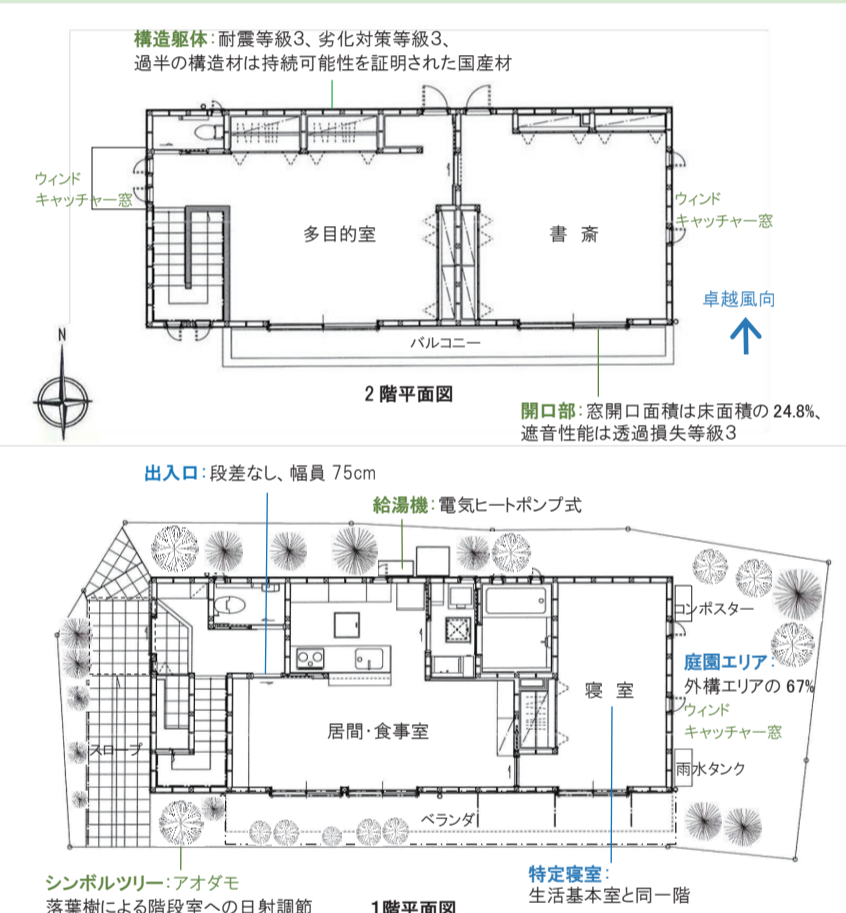 構造躯体：耐震等級3、劣化対策等級3、
過半の構造材は持続可能性を証明された国産材
ウィンド
キャッチャー窓
多目的室
書 斎
ウィンド
キャッチャー窓
卓越風向
バルコニー
N
2 階平面図
開口部：窓開口面積は床面積の 24.8%、
遮音性能は透過損失等級3
出入口：段差なし、幅員 75cm
給湯機：電気ヒートポンプ式
コンポスター
庭園エリア：
外構エリアの 67%
ウィンド
キャッチャー窓
寝 室
居間・食事室
スロープ
雨水タンク
ベランダ
シンボルツリー：アオダモ
落葉樹による階段室への日射調節
1階平面図
特定寝室：
生活基本室と同一階